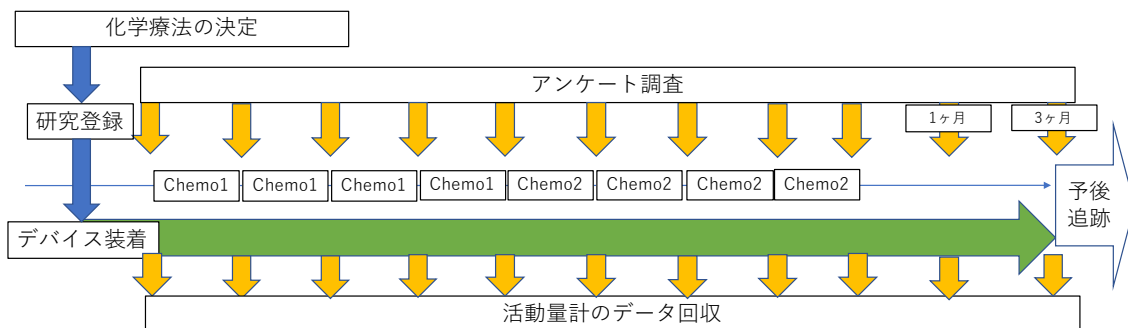 化学療法の決定
アンケート調査
研究登録
1ヶ月
3ヶ月
Chemo1
Chemo1
Chemo1
Chemo1
Chemo2
Chemo2
Chemo2
Chemo2
予後
追跡
デバイス装着
活動量計のデータ回収